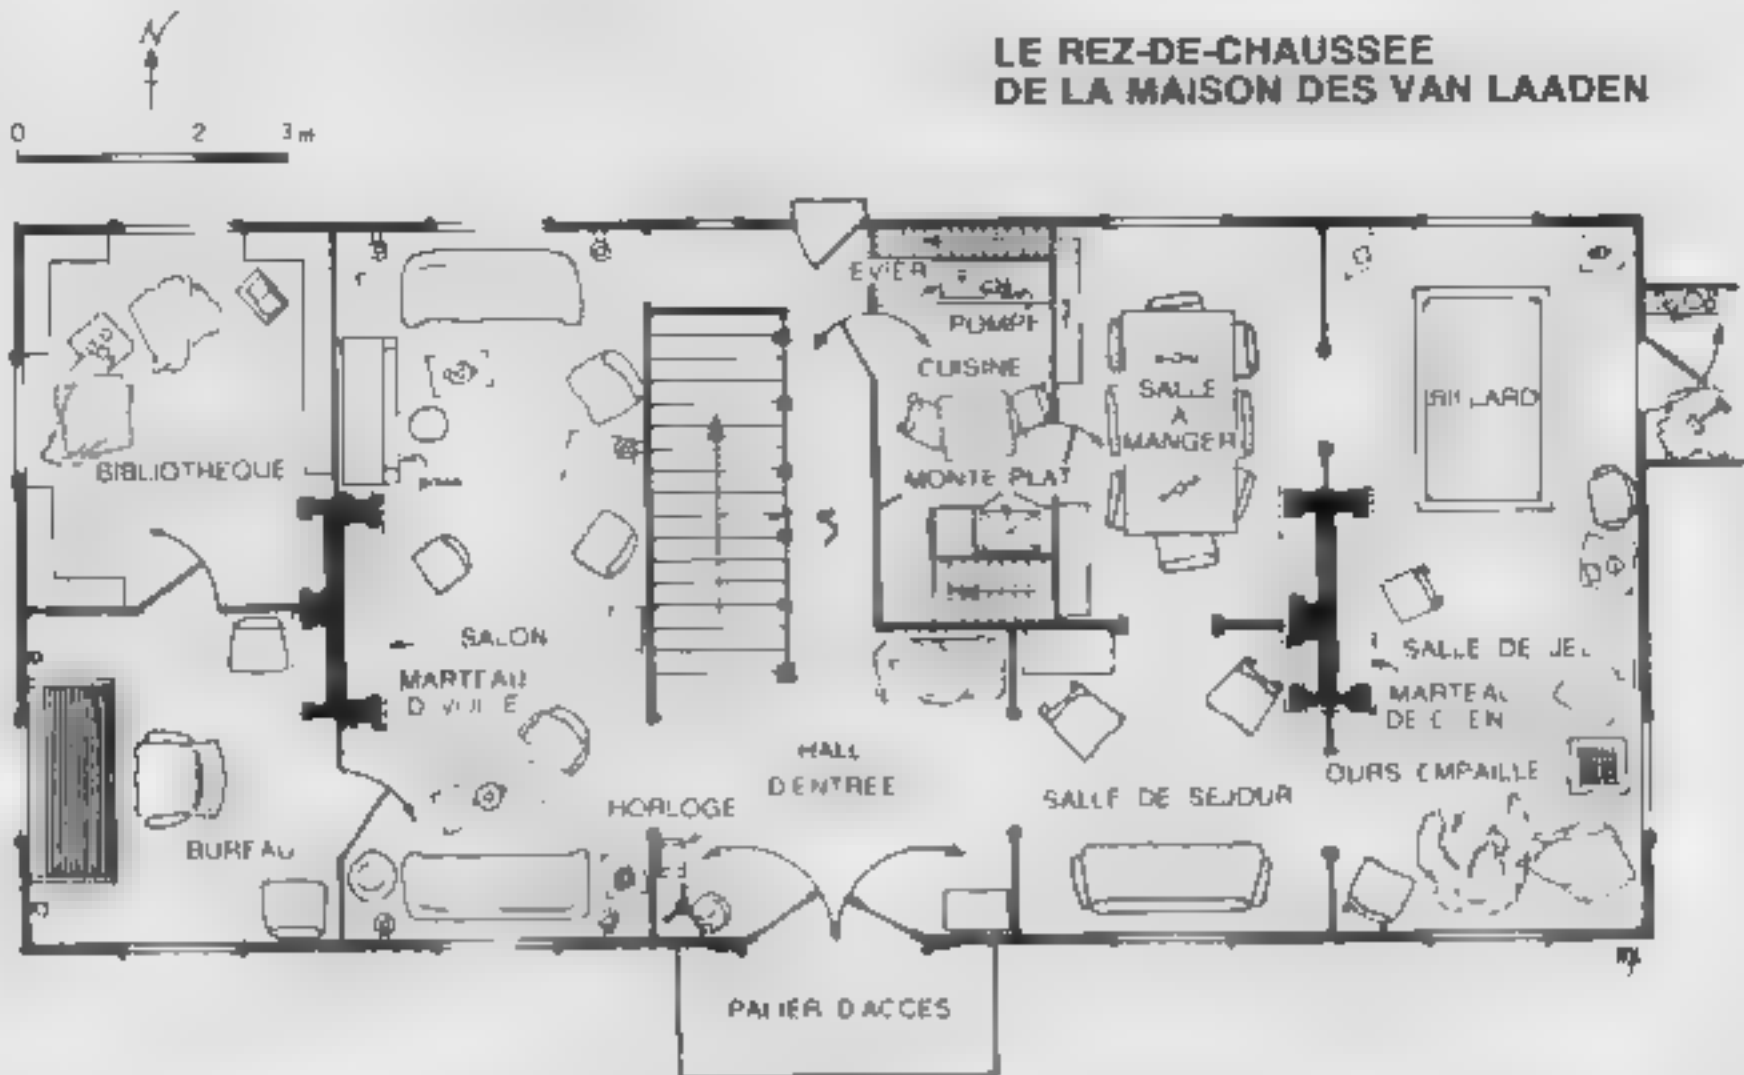 LE REZ-DE-CHAUSSEE
DE LA MAISON DES VAN LAADEN
N
0 2 3 m
EVIER
POMPE
CUISINE
SALLE
A
MANGER
BILLARD
BIBLIOTHEQUE
MONTE PLAT
SALON
MARTEAU
SALLE DE JEU
MARTEAU
HALL
D'ENTREE
OURS EMPAILLE
HORLOGE
SALLE DE SEJOUR
BUREAU
PALIER D'ACCES